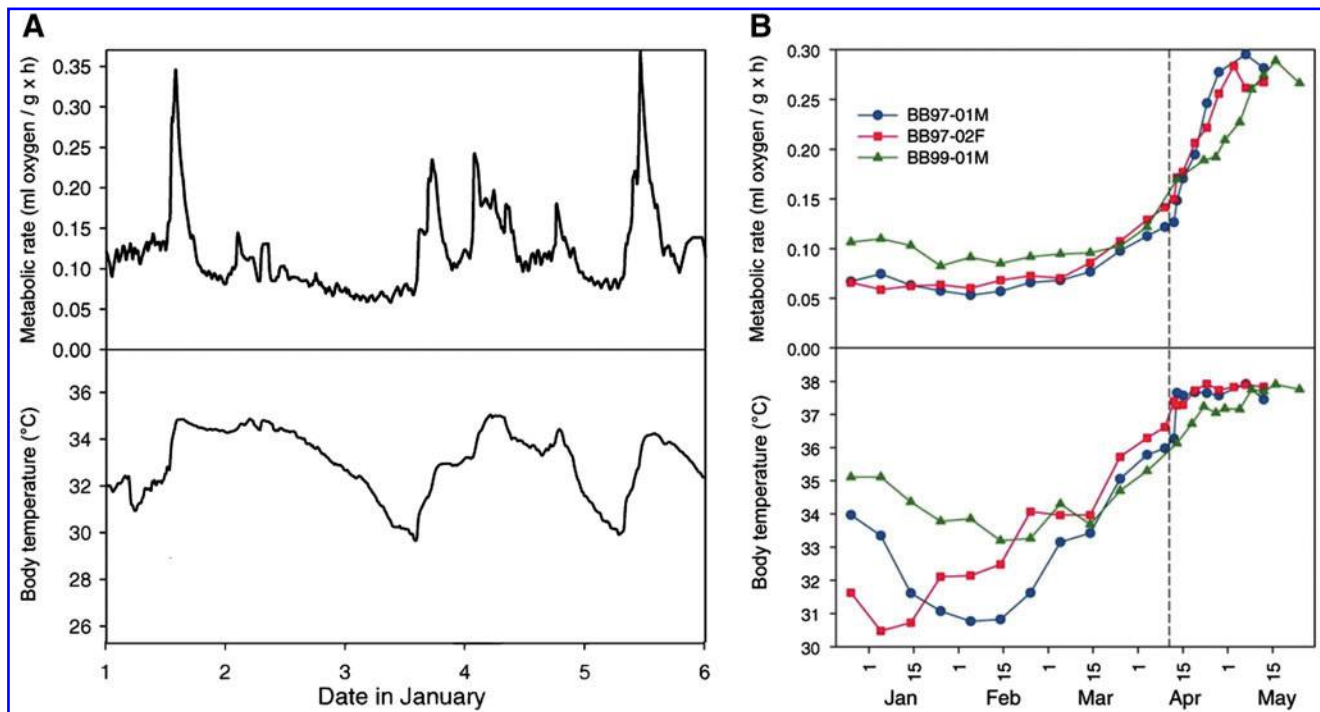 A
Metabolic rate (ml oxygen / g x h)
0.35
0.30
0.25
0.20
0.15
0.10
0.05
0.00
Body temperature (°C)
36
34
32
30
28
26
1 2 3 4 5 6
Date in January
B
Metabolic rate (ml oxygen / g x h)
0.30
0.25
0.20
0.15
0.10
0.05
0.00
BB97-01M
BB97-02F
BB99-01M
Body temperature (°C)
38
37
36
35
34
33
32
31
30
1 15 1 15 1 15 1 15 1 15
Jan Feb Mar Apr May